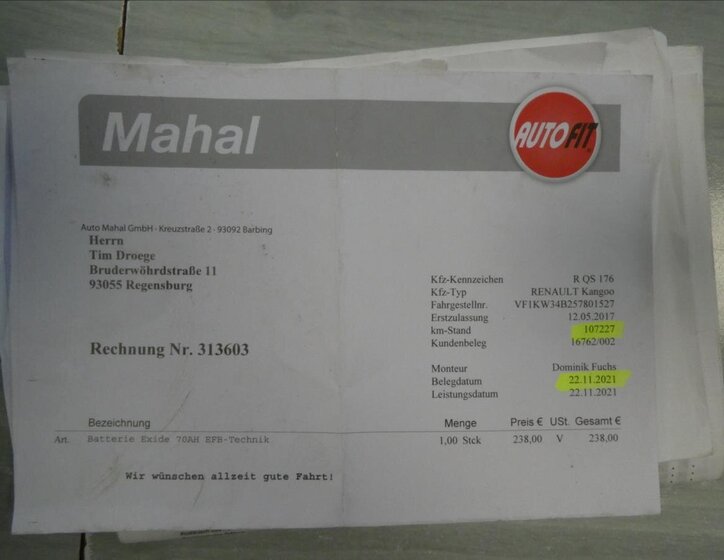 Mahal
AUTOFIT
Auto Mahal GmbH · Kreuzstraße 2 · 93092 Barbing
Herrn
Tim Droege
Bruderwöhrdstraße 11
93055 Regensburg
Kfz-Kennzeichen R QS 176
Kfz-Typ RENAULT Kangoo
Fahrgestellnr. VF1KW34B257801527
Erstzulassung 12.05.2017
km-Stand 107227
Kundenbeleg 16762/002
Rechnung Nr. 313603
Monteur Dominik Fuchs
Belegdatum 22.11.2021
Leistungsdatum 22.11.2021
Bezeichnung Menge Preis € USt. Gesamt €
Art. Batterie Exide 70AH EFB-Technik 1,00 Stck 238,00 V 238,00
Wir wünschen allzeit gute Fahrt!